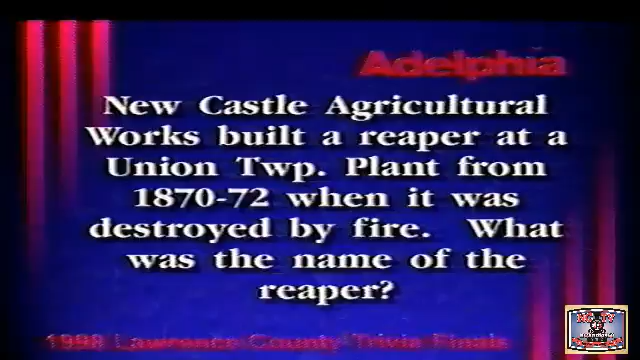 Adelphia
New Castle Agricultural
Works built a reaper at a
Union Twp. Plant from
1870-72 when it was
destroyed by fire. What
was the name of the
reaper?
1998 Lawrence County Trivia Finals